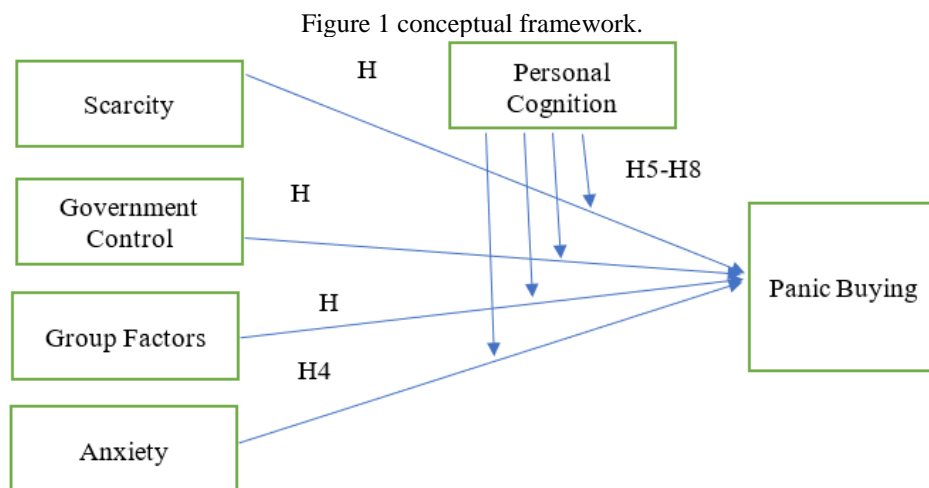 Figure 1 conceptual framework.
H
Personal
Cognition
Scarcity
H5-H8
Government
Control
H
Panic Buying
H
Group Factors
H4
Anxiety